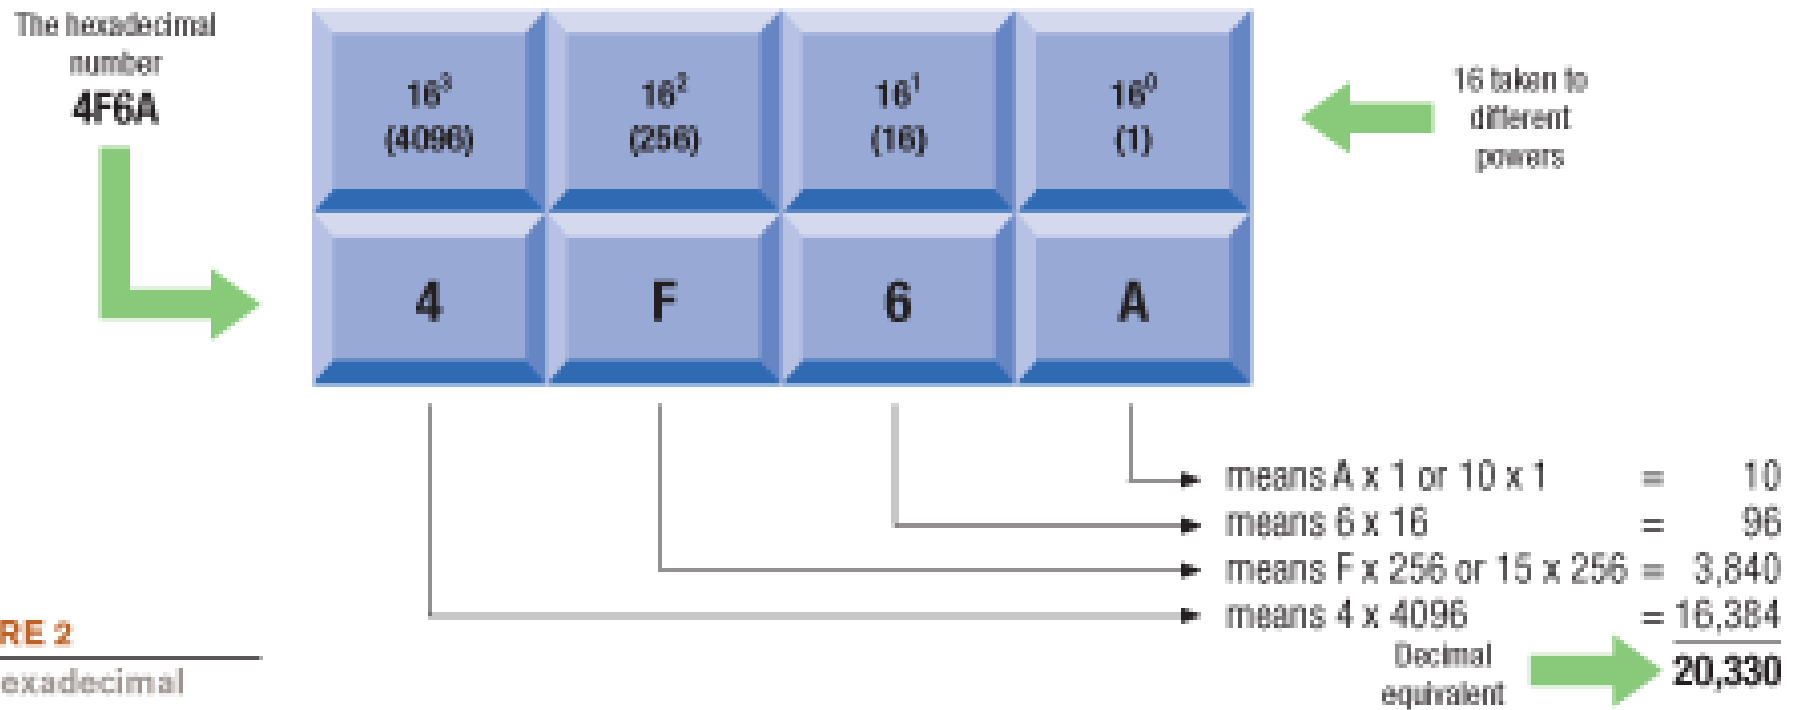 The hexadecimal
number
4F6A
16³
(4096)
16²
(256)
16¹
(16)
16⁰
(1)
16 taken to
different
powers
4
F
6
A
means A x 1 or 10 x 1 = 10
means 6 x 16 = 96
means F x 256 or 15 x 256 = 3,840
means 4 x 4096 = 16,384
Decimal
equivalent
20,330
RE 2
exadecimal